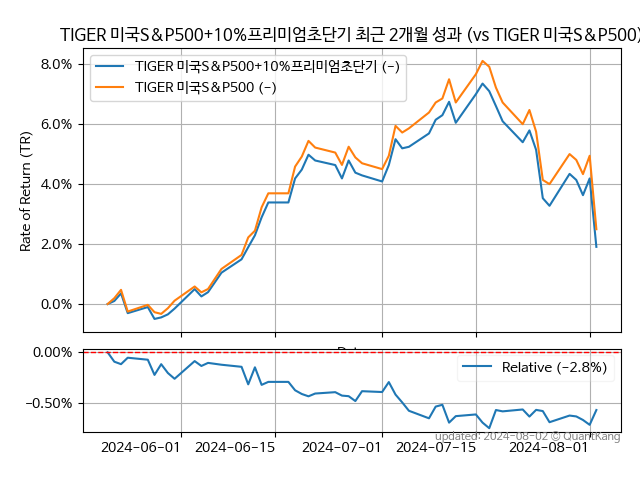 TIGER 미국S&P500+10%프리미엄초단기 최근 2개월 성과 (vs TIGER 미국S&P500)
TIGER 미국S&P500+10%프리미엄초단기 (-)
TIGER 미국S&P500 (-)
Rate of Return (TR)
8.0%
6.0%
4.0%
2.0%
0.0%
0.00%
-0.50%
Relative (-2.8%)
updated: 2024-08-02 © QuantKang
2024-06-01 2024-06-15 2024-07-01 2024-07-15 2024-08-01